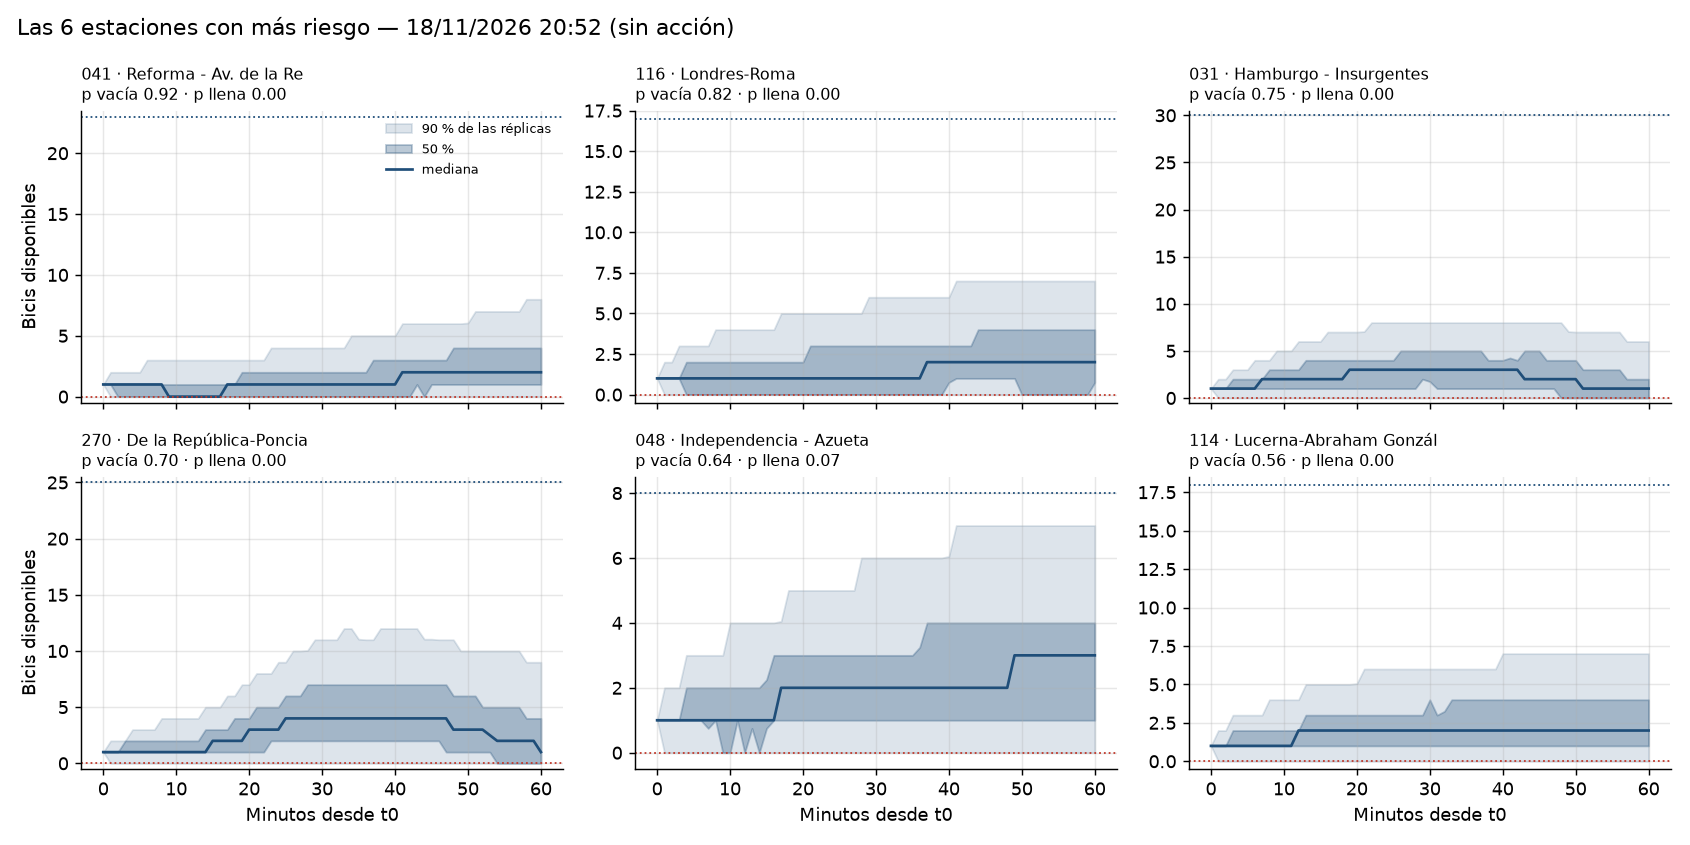 Las 6 estaciones con más riesgo — 18/11/2026 20:52 (sin acción)
041 · Reforma - Av. de la Re
p vacía 0.92 · p llena 0.00
90 % de las réplicas
50 %
mediana
Bicis disponibles
20
15
10
5
0
0 10 20 30 40 50 60
116 · Londres-Roma
p vacía 0.82 · p llena 0.00
17.5
15.0
12.5
10.0
7.5
5.0
2.5
0.0
031 · Hamburgo - Insurgentes
p vacía 0.75 · p llena 0.00
30
25
20
15
10
5
0
270 · De la República-Poncia
p vacía 0.70 · p llena 0.00
Bicis disponibles
25
20
15
10
5
0
0 10 20 30 40 50 60
Minutos desde t0
048 · Independencia - Azueta
p vacía 0.64 · p llena 0.07
8
6
4
2
0
0 10 20 30 40 50 60
Minutos desde t0
114 · Lucerna-Abraham Gonzál
p vacía 0.56 · p llena 0.00
17.5
15.0
12.5
10.0
7.5
5.0
2.5
0.0
0 10 20 30 40 50 60
Minutos desde t0